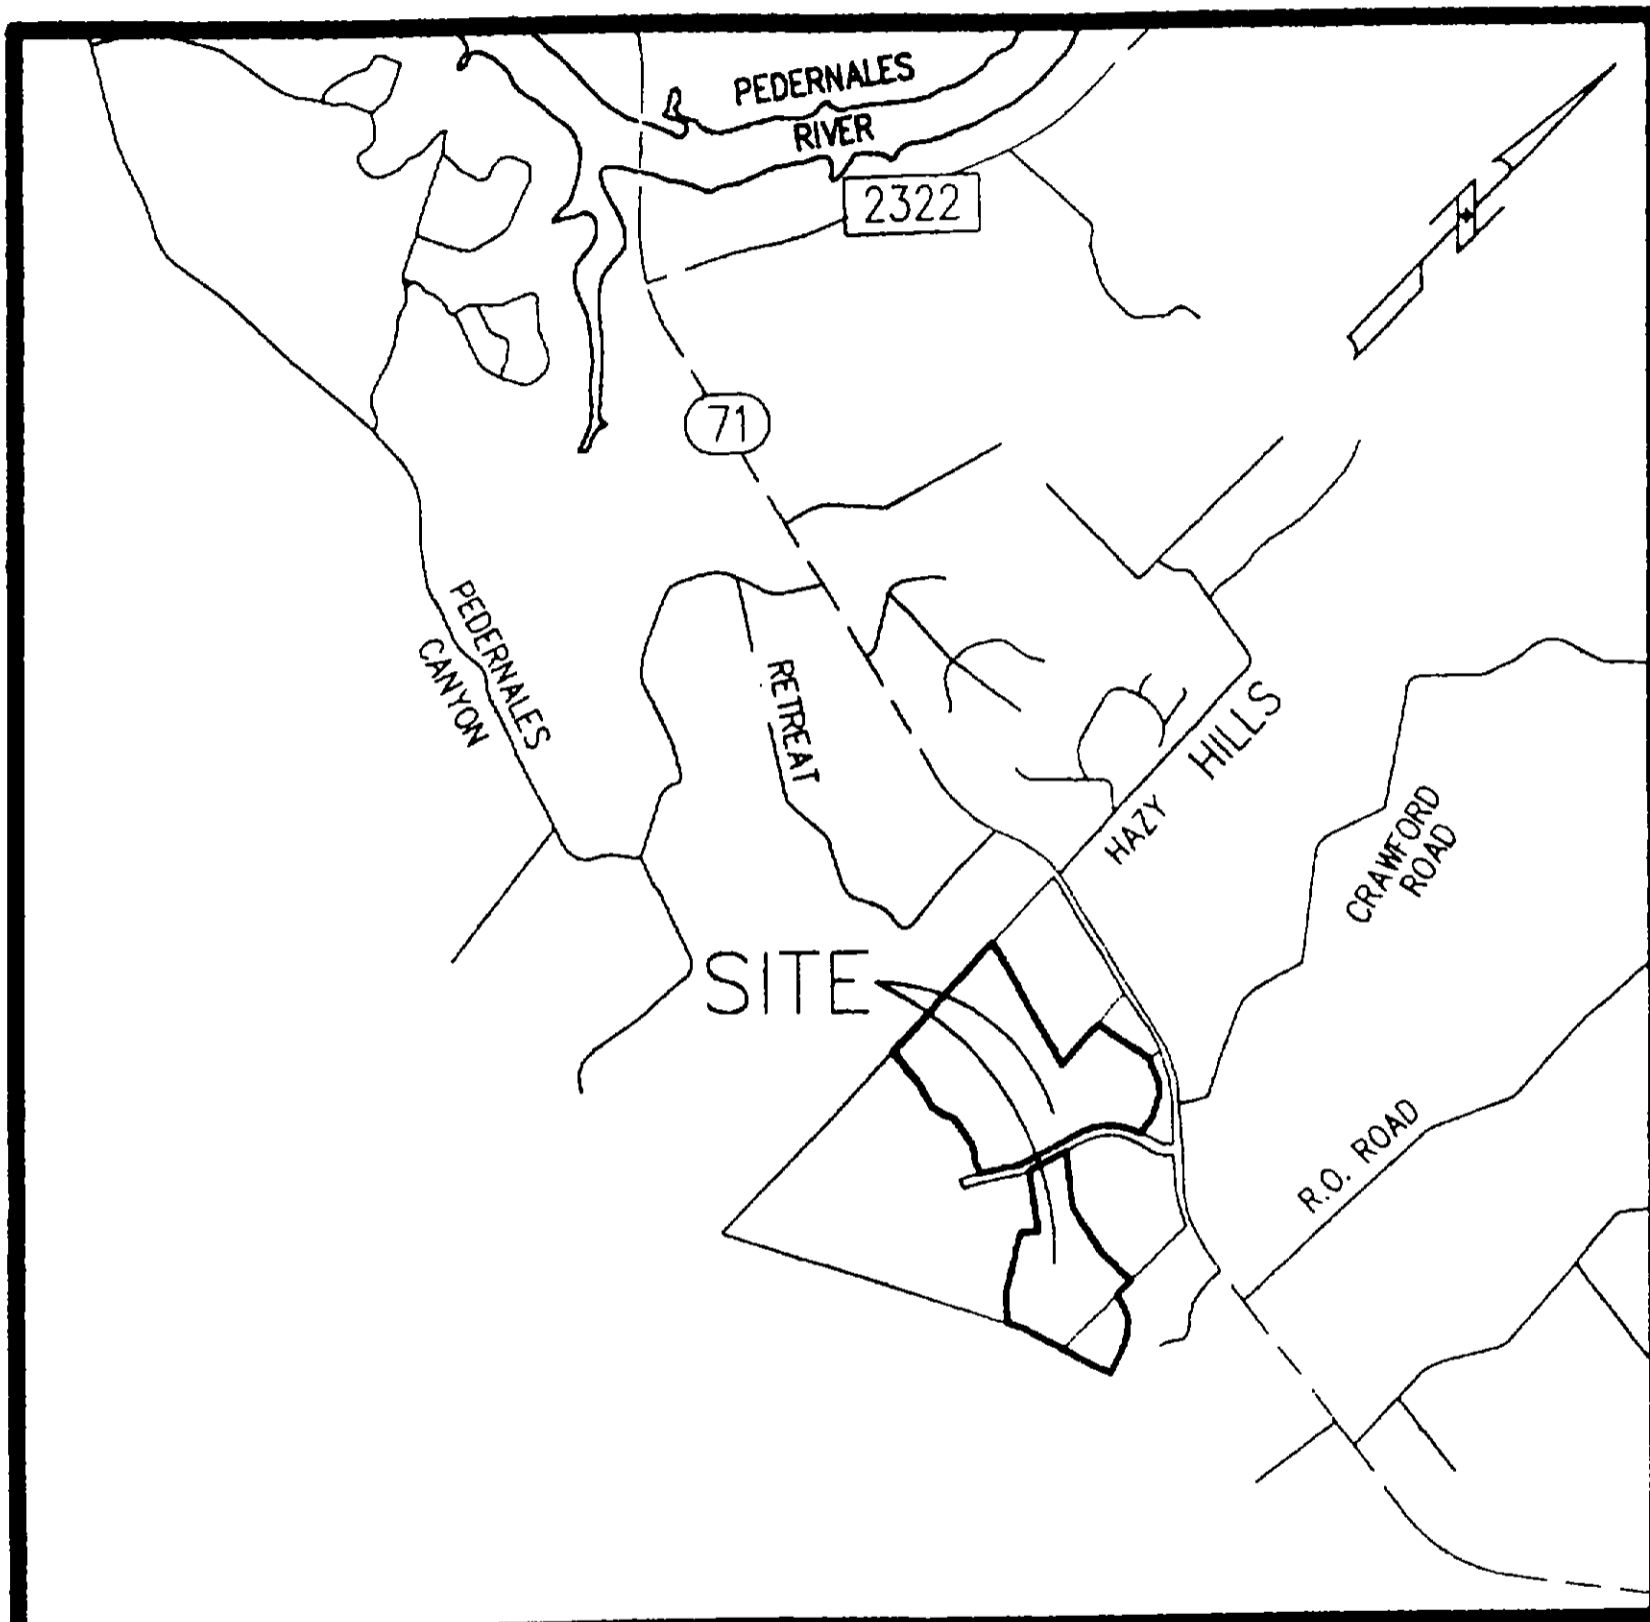 PEDERNALES
RIVER
2322
71
PEDERNALES
CANYON
RETREAT
HAZY HILLS
CRAWFORD
ROAD
SITE
R.O. ROAD